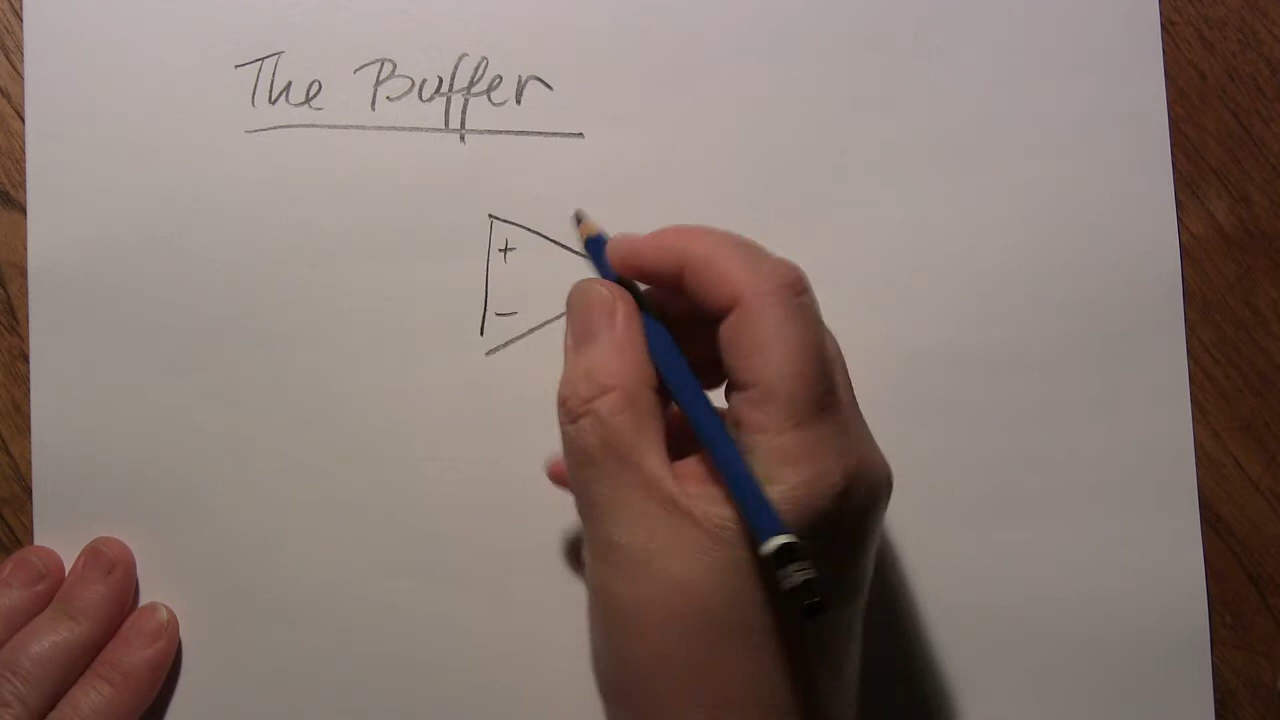 The Buffer
+
−